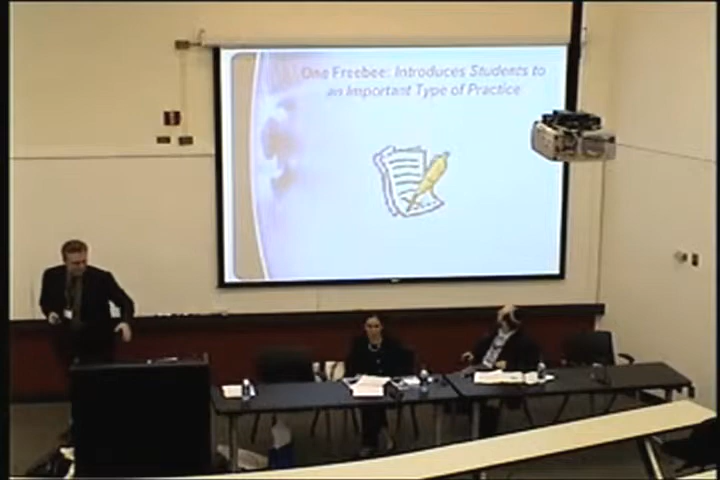 One Freebee: Introduces Students to
an Important Type of Practice